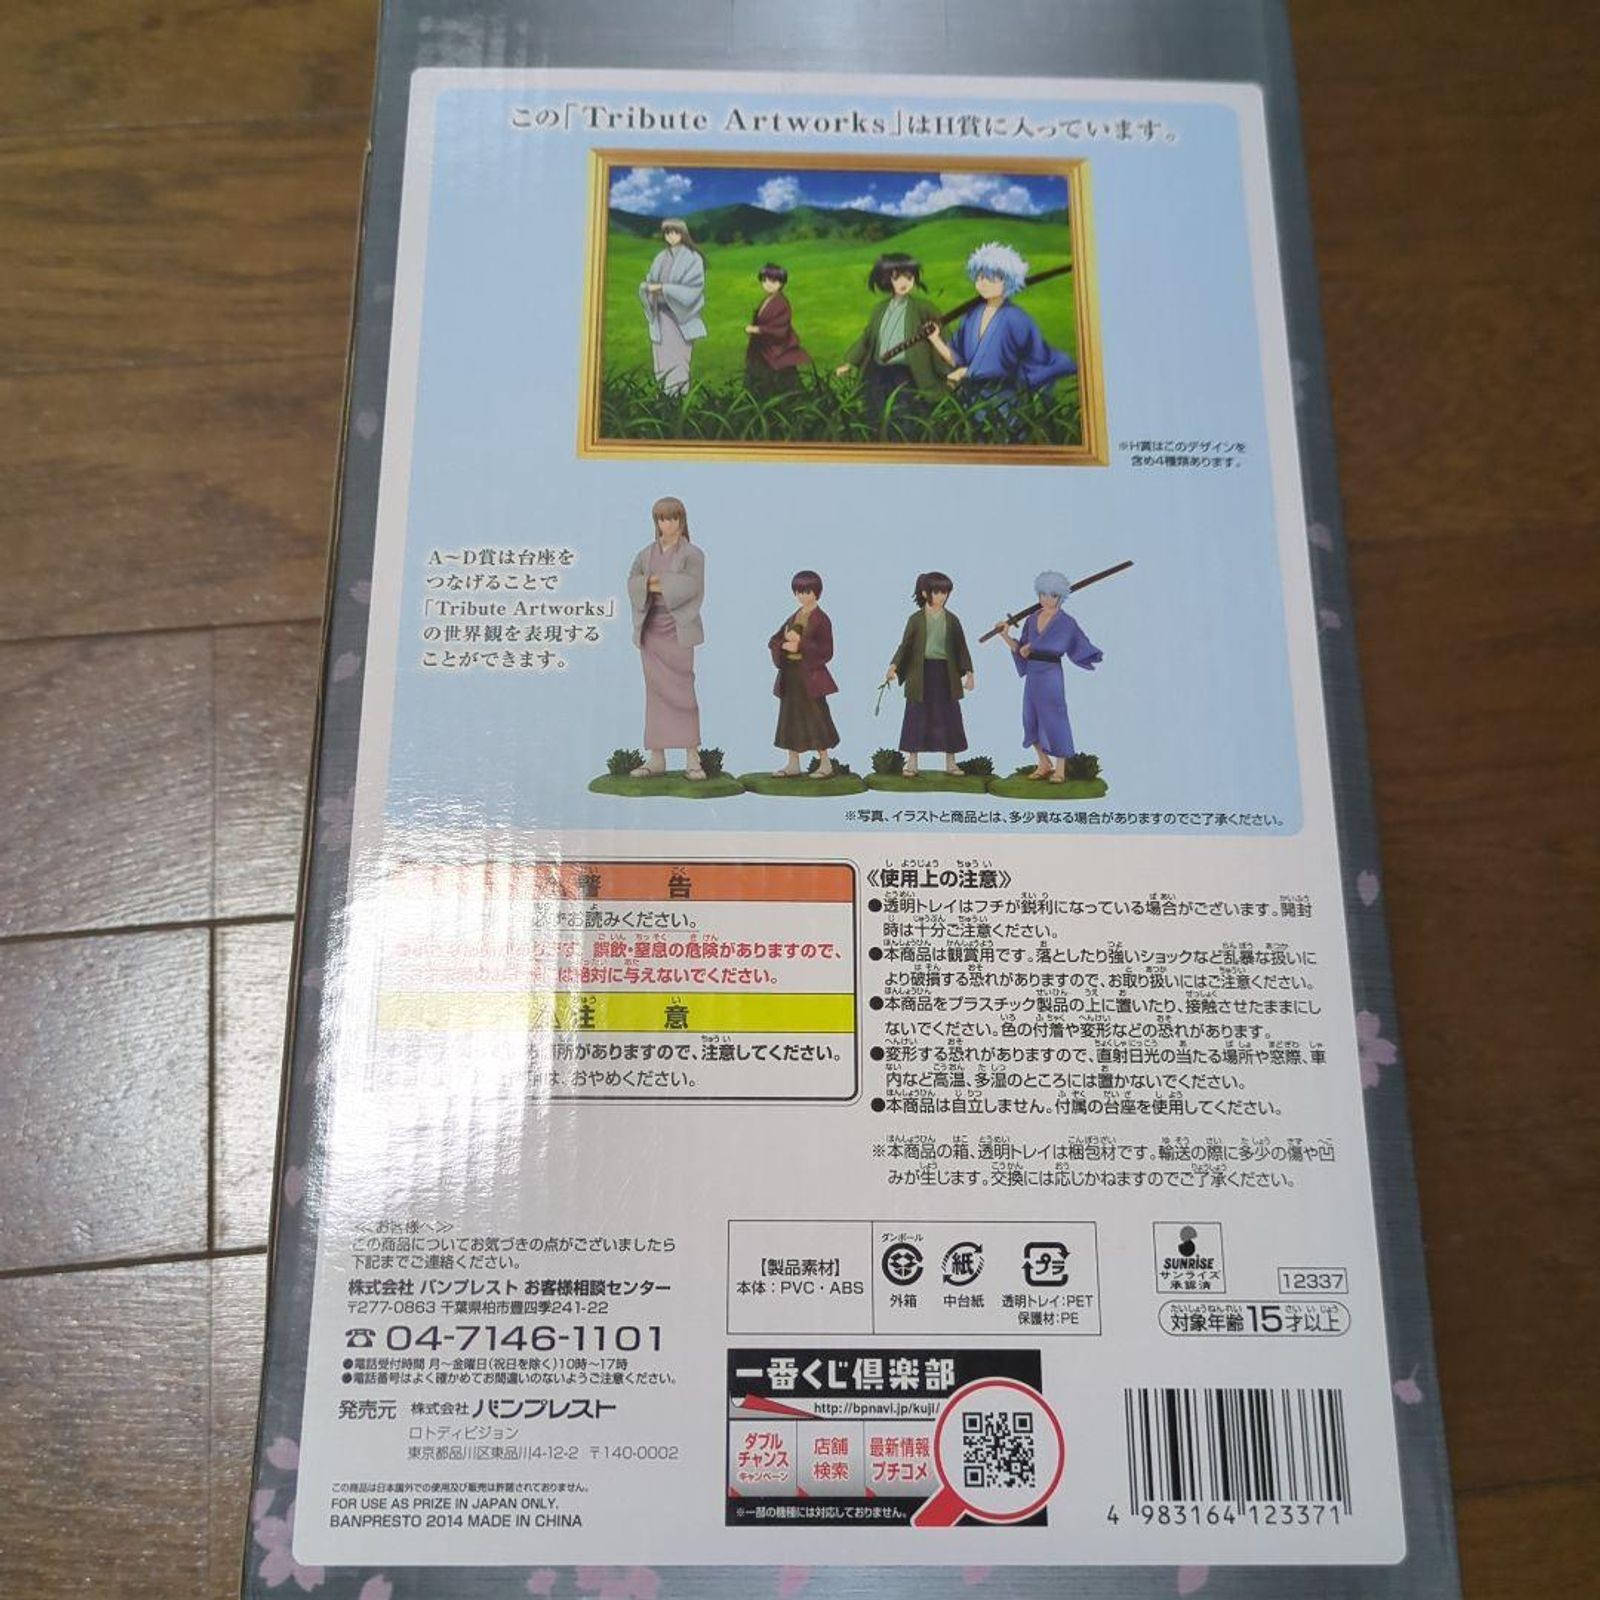 この「Tribute Artworks」はH賞に入っています。
※H賞はこのデザインを
含め4種類あります。
A～D賞は台座を
つなげることで
「Tribute Artworks」
の世界観を表現する
ことができます。
※写真、イラストと商品とは、多少異なる場合がありますのでご了承ください。
警告
お読みください。
誤飲・窒息の危険がありますので、
には絶対に与えないでください。
注意
所がありますので、注意してください。
は、おやめください。
《使用上の注意》
●透明トレイはフチが鋭利になっている場合がございます。開封
時は十分ご注意ください。
●本商品は観賞用です。落としたり強いショックなど乱暴な扱いに
より破損する恐れがありますので、お取り扱いにはご注意ください。
●本商品をプラスチック製品の上に置いたり、接触させたままにし
ないでください。色の付着や変形などの恐れがあります。
●変形する恐れがありますので、直射日光の当たる場所や窓際、車
内など高温、多湿のところには置かないでください。
●本商品は自立しません。付属の台座を使用してください。
※本商品の箱、透明トレイは梱包材です。輸送の際に多少の傷や凹
みが生じます。交換には応じかねますのでご了承ください。
≪お客様へ≫
この商品についてお気づきの点がございましたら
下記までご連絡ください。
株式会社 バンプレスト お客様相談センター
〒277-0863 千葉県柏市豊四季241-22
☎04-7146-1101
●電話受付時間 月～金曜日(祝日を除く)10時～17時
●電話番号はよく確かめてお間違いのないようご注意ください。
発売元 株式会社 バンプレスト
ロトディビジョン
東京都品川区東品川4-12-2 〒140-0002
この商品は日本国外での使用及び販売は許諾されておりません。
FOR USE AS PRIZE IN JAPAN ONLY.
BANPRESTO 2014 MADE IN CHINA
【製品素材】
本体：PVC・ABS
ダンボール
外箱
紙
中台紙
プラ
透明トレイ：PET
保護材：PE
SUNRISE
サンライズ
承認済
12337
対象年齢15才以上
一番くじ倶楽部
http://bpnavi.jp/kuji/
ダブル
チャンス
キャンペーン
店舗
検索
最新情報
プチコメ
※一部の機種には対応しておりません。
4 983164 123371